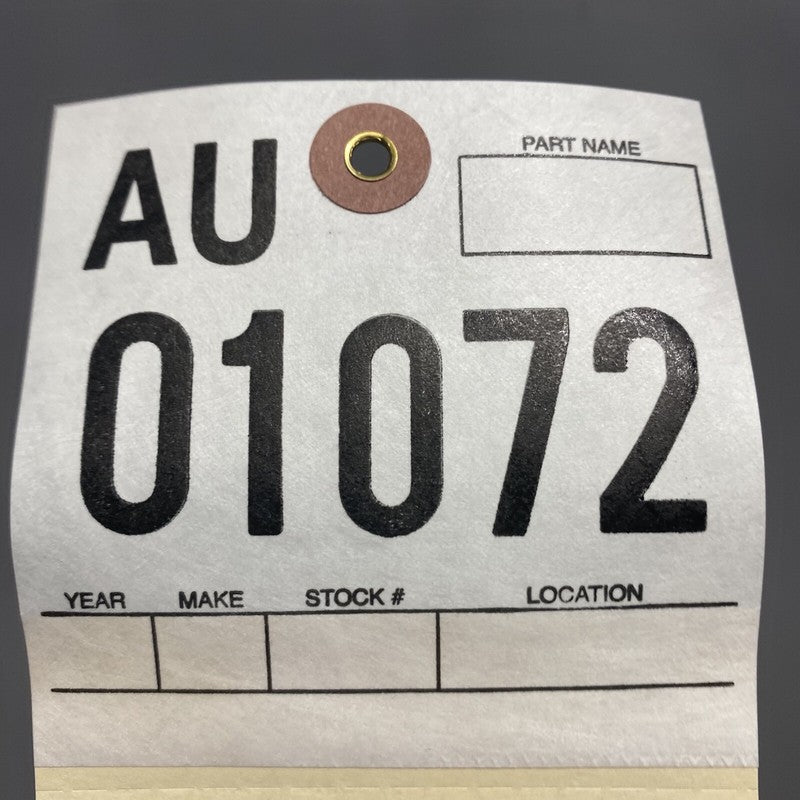 AU
PART NAME
01072
YEAR MAKE STOCK # LOCATION